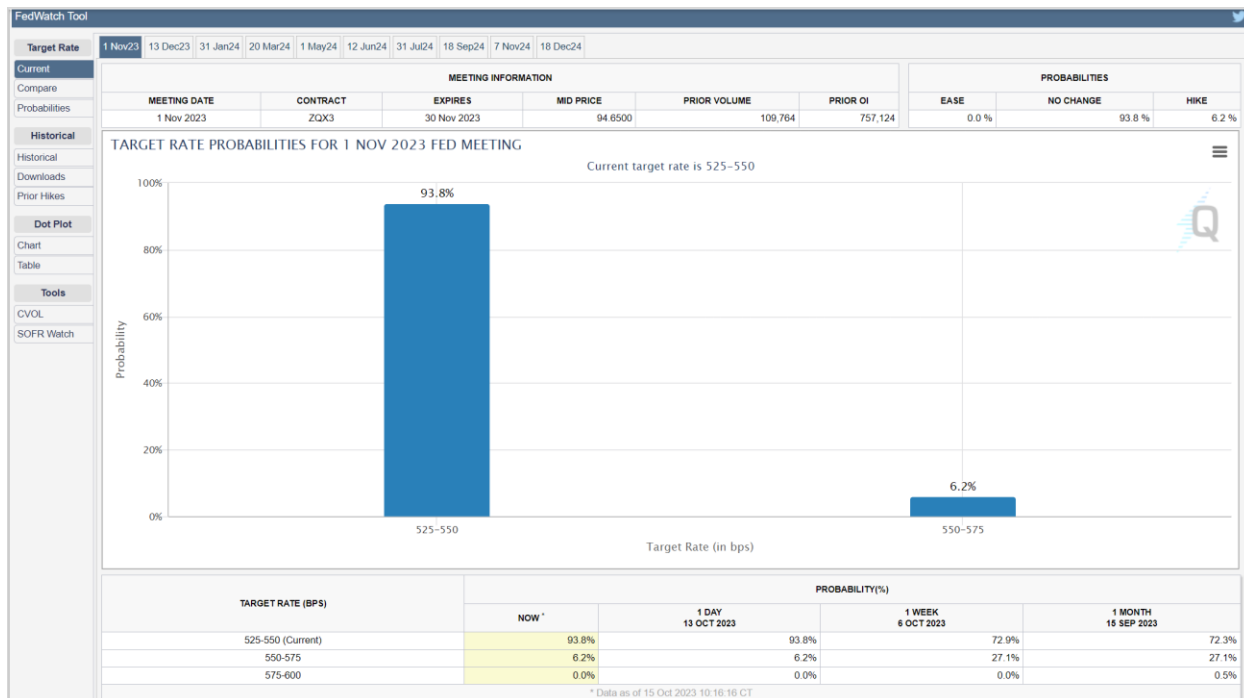 FedWatch Tool
Target Rate
Current
Compare
Probabilities
Historical
Historical
Downloads
Prior Hikes
Dot Plot
Chart
Table
Tools
CVOL
SOFR Watch
1 Nov23 13 Dec23 31 Jan24 20 Mar24 1 May24 12 Jun24 31 Jul24 18 Sep24 7 Nov24 18 Dec24
MEETING INFORMATION PROBABILITIES
MEETING DATE CONTRACT EXPIRES MID PRICE PRIOR VOLUME PRIOR OI EASE NO CHANGE HIKE
1 Nov 2023 ZQX3 30 Nov 2023 94.6500 109,764 757,124 0.0 % 93.8 % 6.2 %
TARGET RATE PROBABILITIES FOR 1 NOV 2023 FED MEETING
Current target rate is 525-550
Probability
100%
80%
60%
40%
20%
0%
93.8%
6.2%
Q
525-550 550-575
Target Rate (in bps)
TARGET RATE (BPS) PROBABILITY(%)
NOW * 1 DAY 1 WEEK 1 MONTH
13 OCT 2023 6 OCT 2023 15 SEP 2023
525-550 (Current) 93.8% 93.8% 72.9% 72.3%
550-575 6.2% 6.2% 27.1% 27.1%
575-600 0.0% 0.0% 0.0% 0.5%
* Data as of 15 Oct 2023 10:16:16 CT